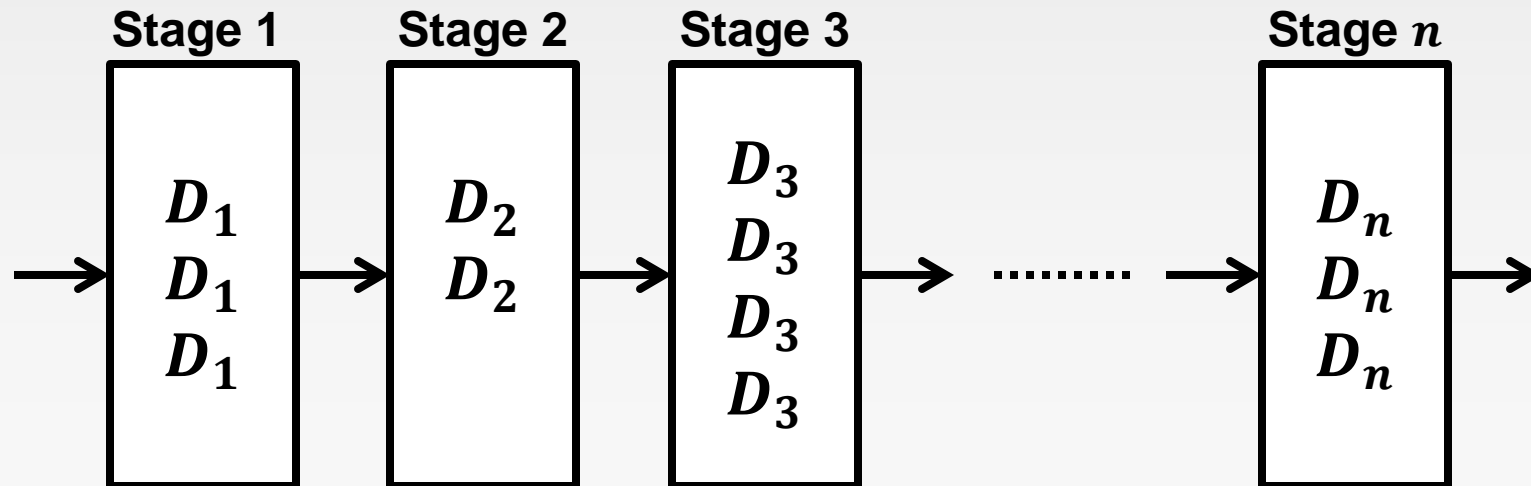 Stage 1 Stage 2 Stage 3 Stage n
D₁
D₁
D₁
D₂
D₂
D₃
D₃
D₃
D₃
Dₙ
Dₙ
Dₙ